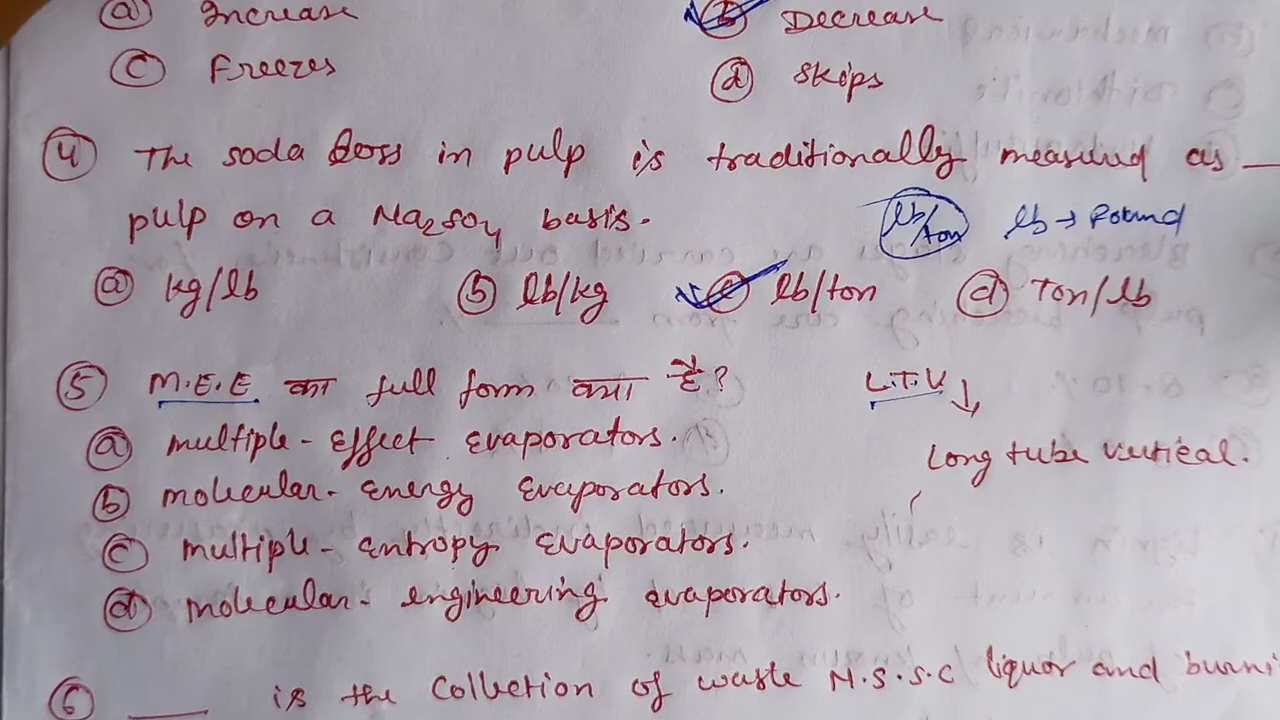 (a) Increase (b) Decrease
(c) Freezes (d) Skips
(4) The soda loss in pulp is traditionally measured as __
pulp on a Na2SO4 basis. lb/ton lb → Pound
(a) kg/lb (b) lb/kg (c) lb/ton (d) Ton/lb
(5) M.E.E का full form क्या है? L.T.V ↓
(a) multiple-Effect Evaporators. Long tube vertical.
(b) molecular-Energy Evaporators.
(c) multiple-entropy Evaporators.
(d) molecular-engineering evaporators.
(6) ___ is the collection of waste N.S.S.C liquor and burni